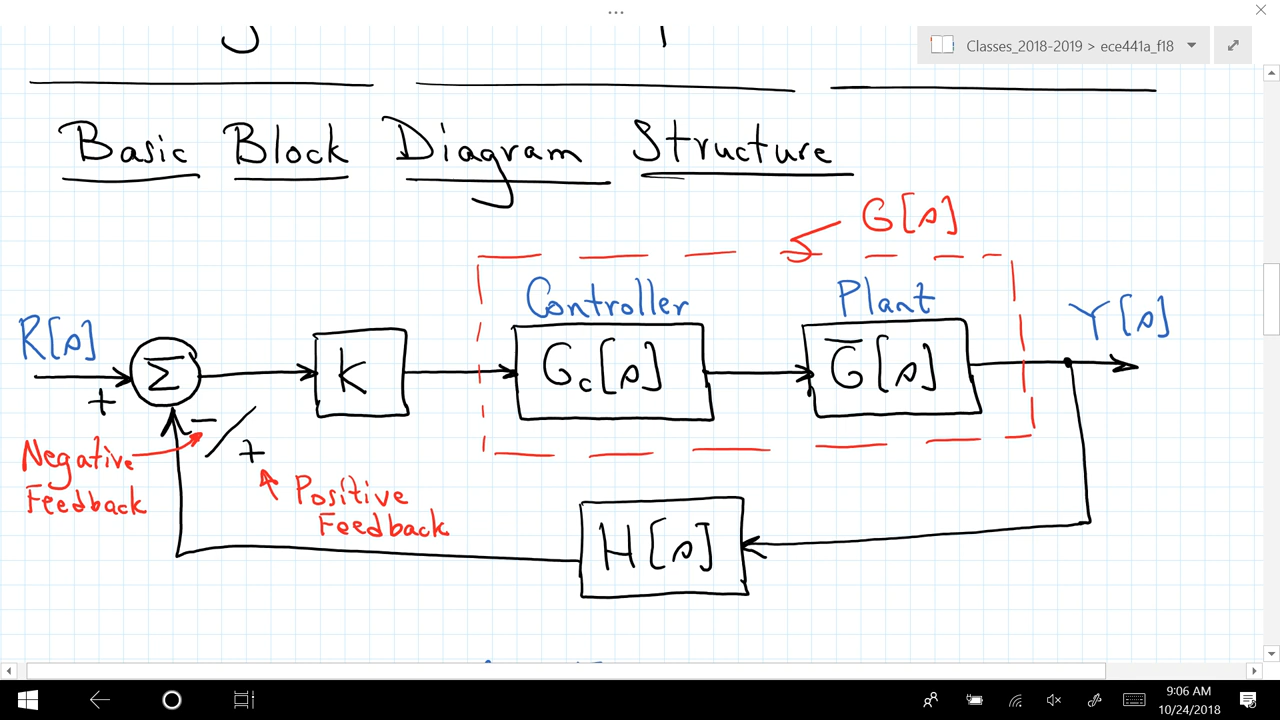 Classes_2018-2019 > ece441a_f18
Basic Block Diagram Structure
G[s]
Controller
Plant
R[s]
Y[s]
Σ
K
G_c[s]
G̅[s]
+
−/+
Negative
Feedback
Positive
Feedback
H[s]
9:06 AM
10/24/2018